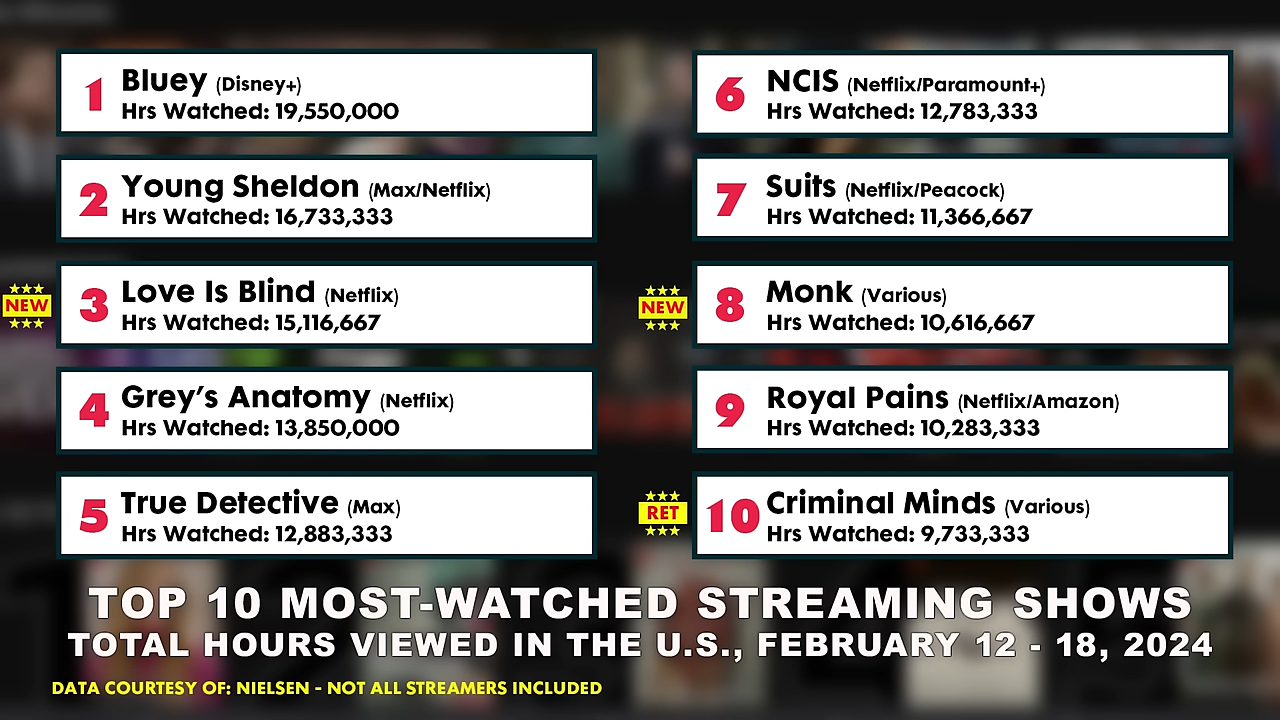 1 Bluey (Disney+)
Hrs Watched: 19,550,000
2 Young Sheldon (Max/Netflix)
Hrs Watched: 16,733,333
★★★
NEW
★★★
3 Love Is Blind (Netflix)
Hrs Watched: 15,116,667
4 Grey’s Anatomy (Netflix)
Hrs Watched: 13,850,000
5 True Detective (Max)
Hrs Watched: 12,883,333
6 NCIS (Netflix/Paramount+)
Hrs Watched: 12,783,333
7 Suits (Netflix/Peacock)
Hrs Watched: 11,366,667
★★★
NEW
★★★
8 Monk (Various)
Hrs Watched: 10,616,667
9 Royal Pains (Netflix/Amazon)
Hrs Watched: 10,283,333
★★★
RET
★★★
10 Criminal Minds (Various)
Hrs Watched: 9,733,333
TOP 10 MOST-WATCHED STREAMING SHOWS
TOTAL HOURS VIEWED IN THE U.S., FEBRUARY 12 - 18, 2024
DATA COURTESY OF: NIELSEN - NOT ALL STREAMERS INCLUDED